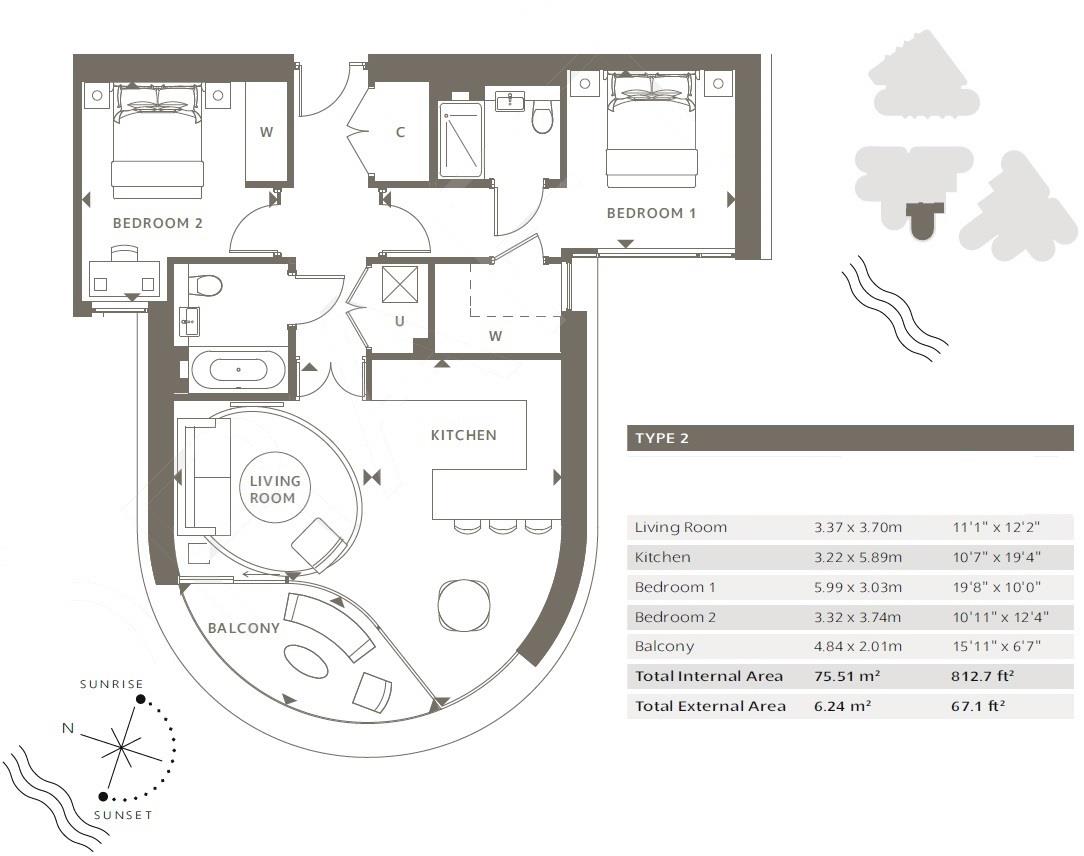 W
C
BEDROOM 2
BEDROOM 1
U
W
KITCHEN
LIVING
ROOM
BALCONY
SUNRISE
N
SUNSET
TYPE 2
Living Room 3.37 x 3.70m 11'1" x 12'2"
Kitchen 3.22 x 5.89m 10'7" x 19'4"
Bedroom 1 5.99 x 3.03m 19'8" x 10'0"
Bedroom 2 3.32 x 3.74m 10'11" x 12'4"
Balcony 4.84 x 2.01m 15'11" x 6'7"
Total Internal Area 75.51 m² 812.7 ft²
Total External Area 6.24 m² 67.1 ft²